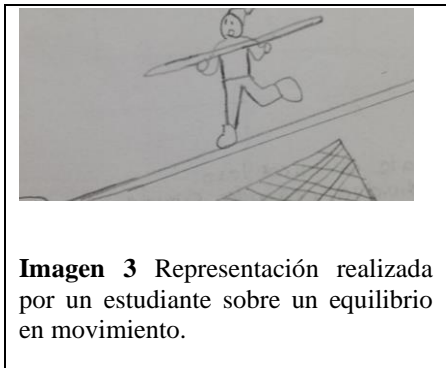 Imagen 3 Representación realizada
por un estudiante sobre un equilibrio
en movimiento.